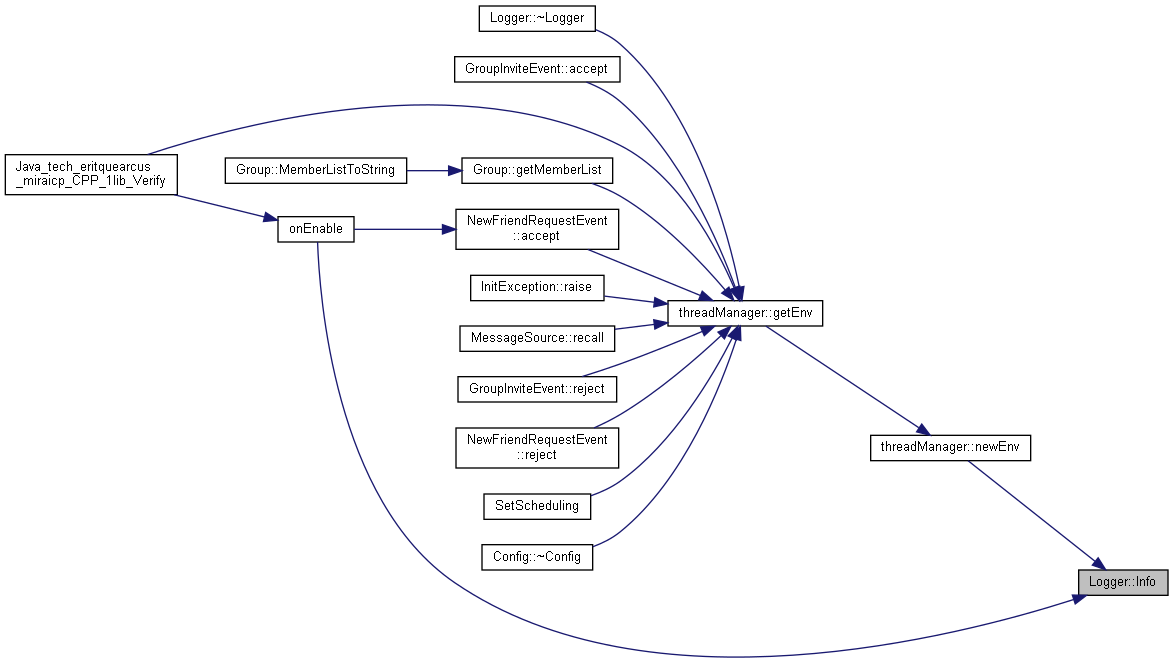 Logger::~Logger
GroupInviteEvent::accept
Java_tech_eritquearcus
_miraicp_CPP_1lib_Verify
Group::MemberListToString
Group::getMemberList
onEnable
NewFriendRequestEvent
::accept
InitException::raise
threadManager::getEnv
MessageSource::recall
GroupInviteEvent::reject
NewFriendRequestEvent
::reject
threadManager::newEnv
SetScheduling
Config::~Config
Logger::Info